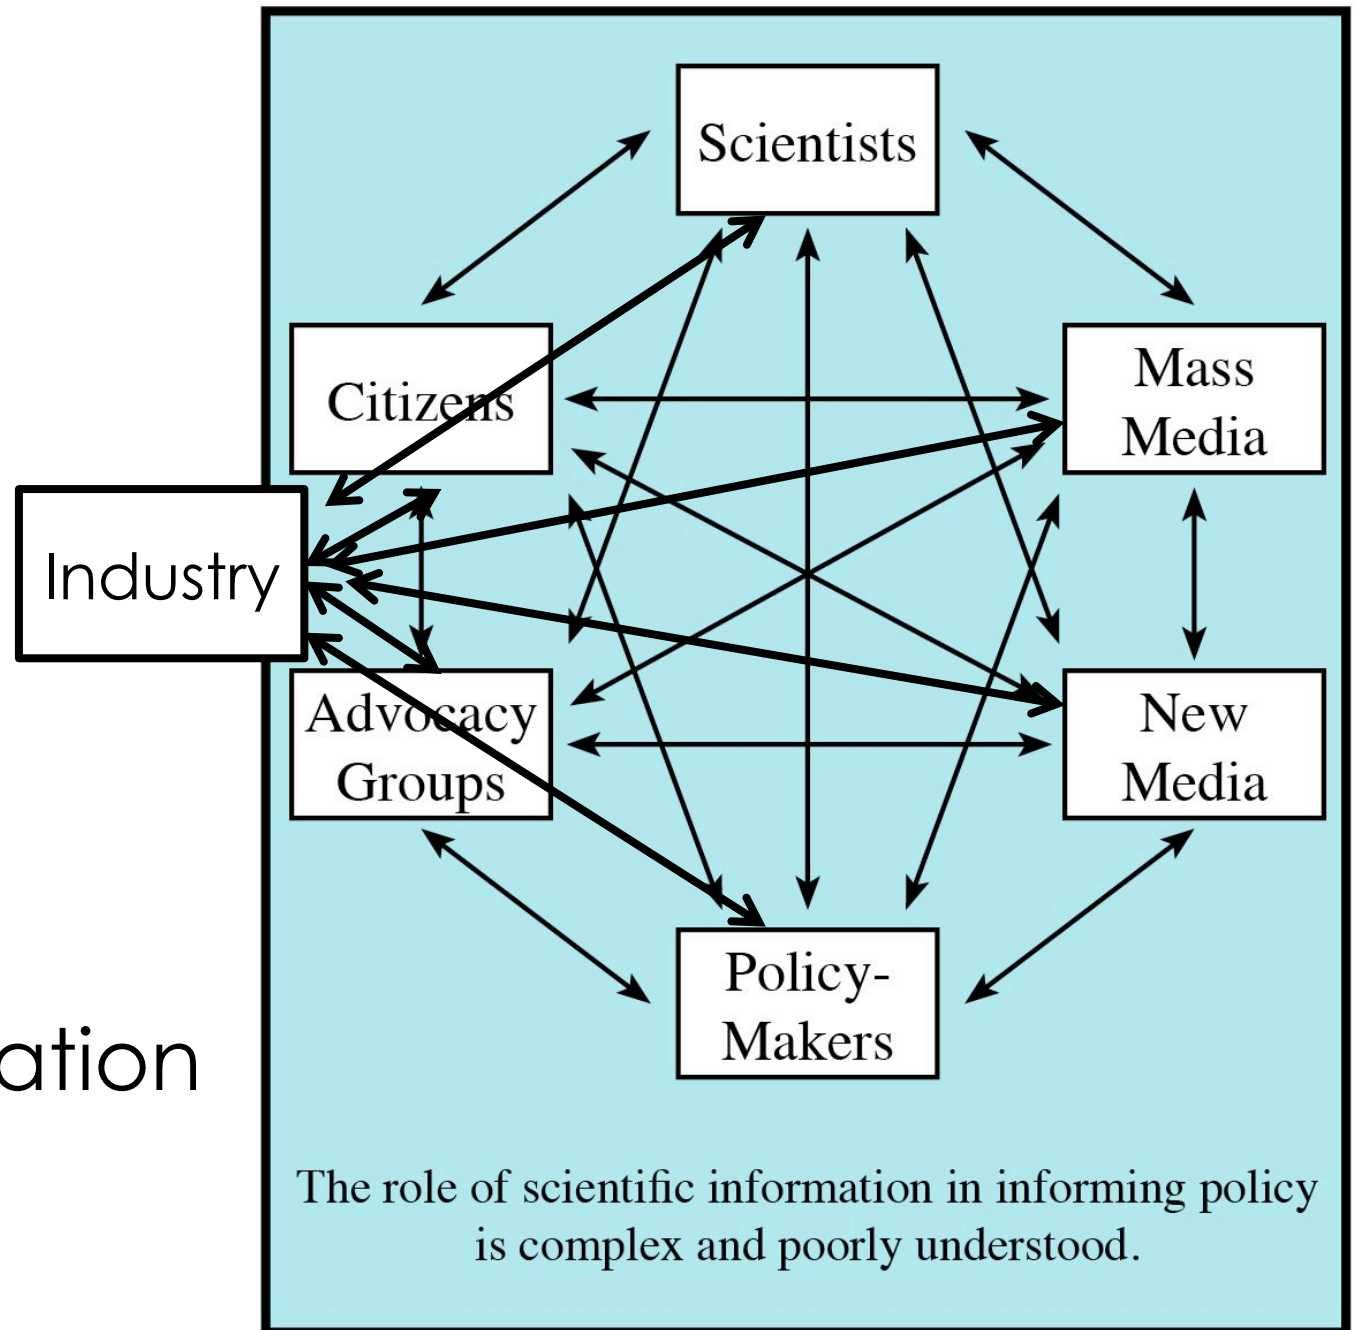 Scientists
Citizens
Mass
Media
Industry
Advocacy
Groups
New
Media
Policy-
Makers
ation
The role of scientific information in informing policy
is complex and poorly understood.